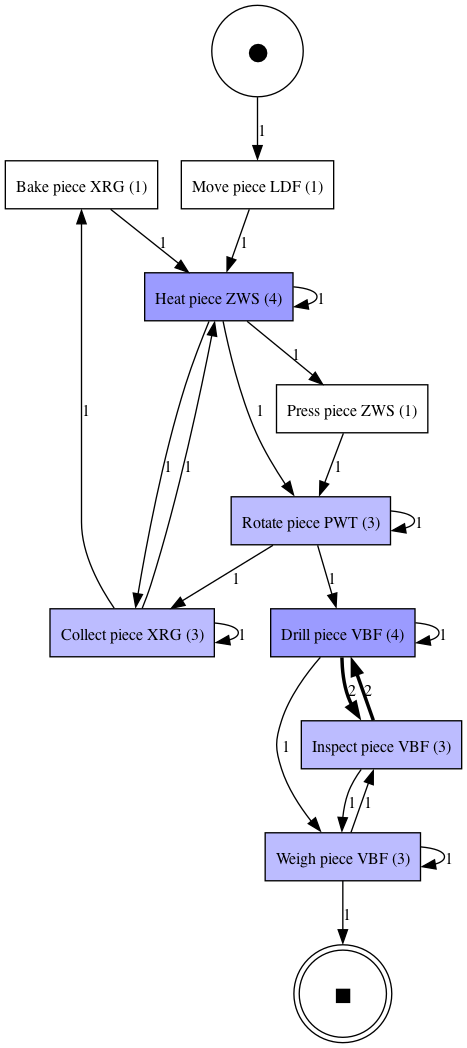 1
Bake piece XRG (1)
Move piece LDF (1)
1
1
Heat piece ZWS (4)
1
1
1
1
1
1
Press piece ZWS (1)
1
Rotate piece PWT (3)
1
1
1
Collect piece XRG (3)
1
Drill piece VBF (4)
1
2
2
1
Inspect piece VBF (3)
1
1
Weigh piece VBF (3)
1
1